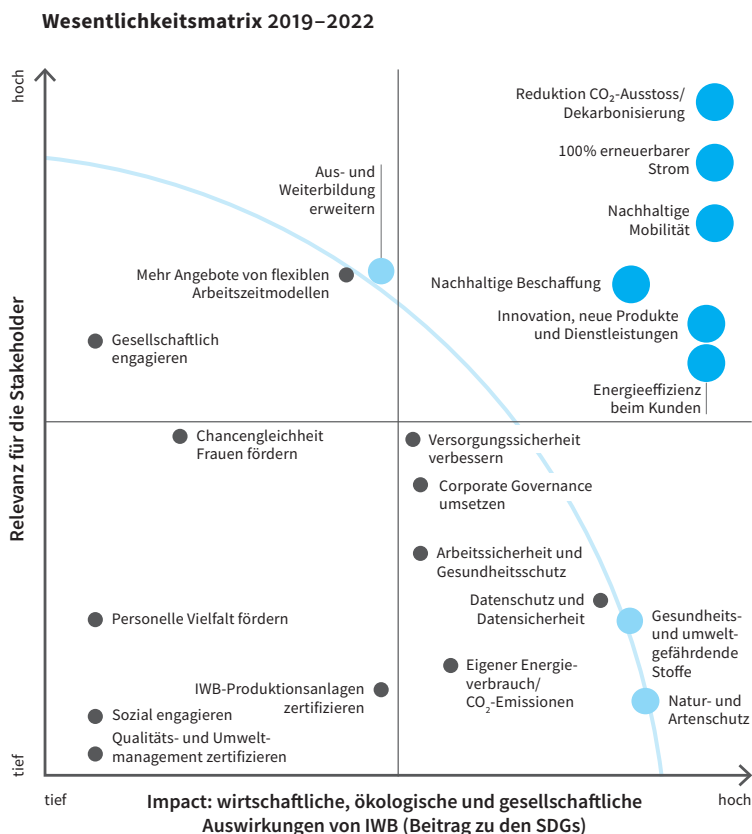 Wesentlichkeitsmatrix 2019–2022
hoch
Relevanz für die Stakeholder
tief
Reduktion CO₂-Ausstoss/
Dekarbonisierung
100% erneuerbarer
Strom
Nachhaltige
Mobilität
Aus- und
Weiterbildung
erweitern
Mehr Angebote von flexiblen
Arbeitszeitmodellen
Nachhaltige Beschaffung
Innovation, neue Produkte
und Dienstleistungen
Gesellschaftlich
engagieren
Energieeffizienz
beim Kunden
Chancengleichheit
Frauen fördern
Versorgungssicherheit
verbessern
Corporate Governance
umsetzen
Arbeitssicherheit und
Gesundheitsschutz
Datenschutz und
Datensicherheit
Gesundheits-
und umwelt-
gefährdende
Stoffe
Personelle Vielfalt fördern
Eigener Energie-
verbrauch/
CO₂-Emissionen
IWB-Produktionsanlagen
zertifizieren
Natur- und
Artenschutz
Sozial engagieren
Qualitäts- und Umwelt-
management zertifizieren
tief
Impact: wirtschaftliche, ökologische und gesellschaftliche
Auswirkungen von IWB (Beitrag zu den SDGs)
hoch